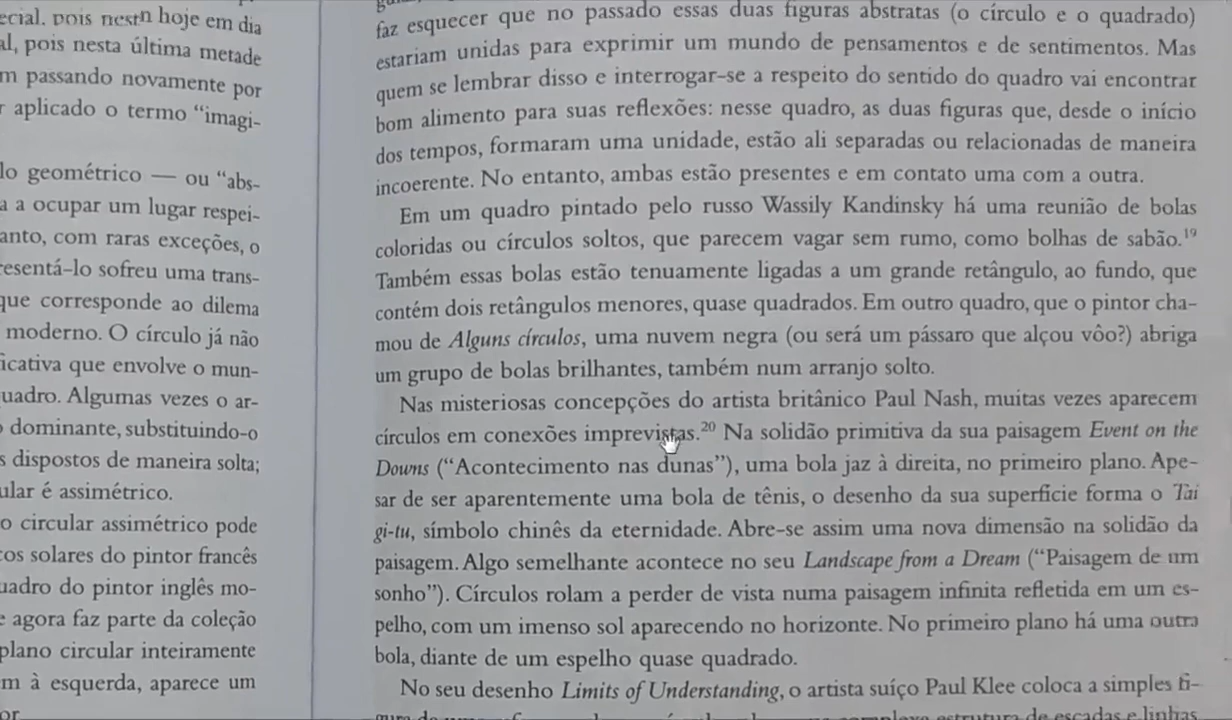 hoje em dia
al, pois nesta última metade
m passando novamente por
r aplicado o termo “imagi-
lo geométrico — ou “abs-
a a ocupar um lugar respei-
anto, com raras exceções, o
resentá-lo sofreu uma trans-
que corresponde ao dilema
moderno. O círculo já não
ficativa que envolve o mun-
uadro. Algumas vezes o ar-
o dominante, substituindo-o
s dispostos de maneira solta;
ular é assimétrico.
o circular assimétrico pode
cos solares do pintor francês
uadro do pintor inglês mo-
e agora faz parte da coleção
plano circular inteiramente
m à esquerda, aparece um
faz esquecer que no passado essas duas figuras abstratas (o círculo e o quadrado)
estariam unidas para exprimir um mundo de pensamentos e de sentimentos. Mas
quem se lembrar disso e interrogar-se a respeito do sentido do quadro vai encontrar
bom alimento para suas reflexões: nesse quadro, as duas figuras que, desde o início
dos tempos, formaram uma unidade, estão ali separadas ou relacionadas de maneira
incoerente. No entanto, ambas estão presentes e em contato uma com a outra.
Em um quadro pintado pelo russo Wassily Kandinsky há uma reunião de bolas
coloridas ou círculos soltos, que parecem vagar sem rumo, como bolhas de sabão.19
Também essas bolas estão tenuamente ligadas a um grande retângulo, ao fundo, que
contém dois retângulos menores, quase quadrados. Em outro quadro, que o pintor cha-
mou de Alguns círculos, uma nuvem negra (ou será um pássaro que alçou vôo?) abriga
um grupo de bolas brilhantes, também num arranjo solto.
Nas misteriosas concepções do artista britânico Paul Nash, muitas vezes aparecem
círculos em conexões imprevistas.20 Na solidão primitiva da sua paisagem Event on the
Downs (“Acontecimento nas dunas”), uma bola jaz à direita, no primeiro plano. Ape-
sar de ser aparentemente uma bola de tênis, o desenho da sua superfície forma o Tai
gi-tu, símbolo chinês da eternidade. Abre-se assim uma nova dimensão na solidão da
paisagem. Algo semelhante acontece no seu Landscape from a Dream (“Paisagem de um
sonho”). Círculos rolam a perder de vista numa paisagem infinita refletida em um es-
pelho, com um imenso sol aparecendo no horizonte. No primeiro plano há uma outra
bola, diante de um espelho quase quadrado.
No seu desenho Limits of Understanding, o artista suíço Paul Klee coloca a simples fi-